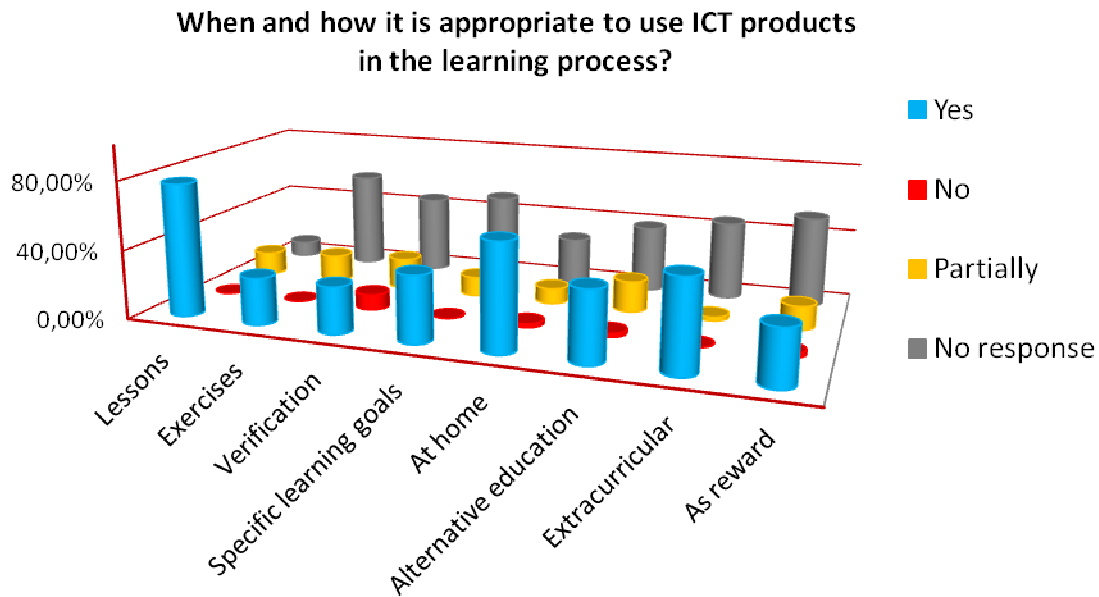 When and how it is appropriate to use ICT products
in the learning process?
80,00%
40,00%
0,00%
Lessons
Exercises
Verification
Specific learning goals
At home
Alternative education
Extracurricular
As reward
Yes
No
Partially
No response